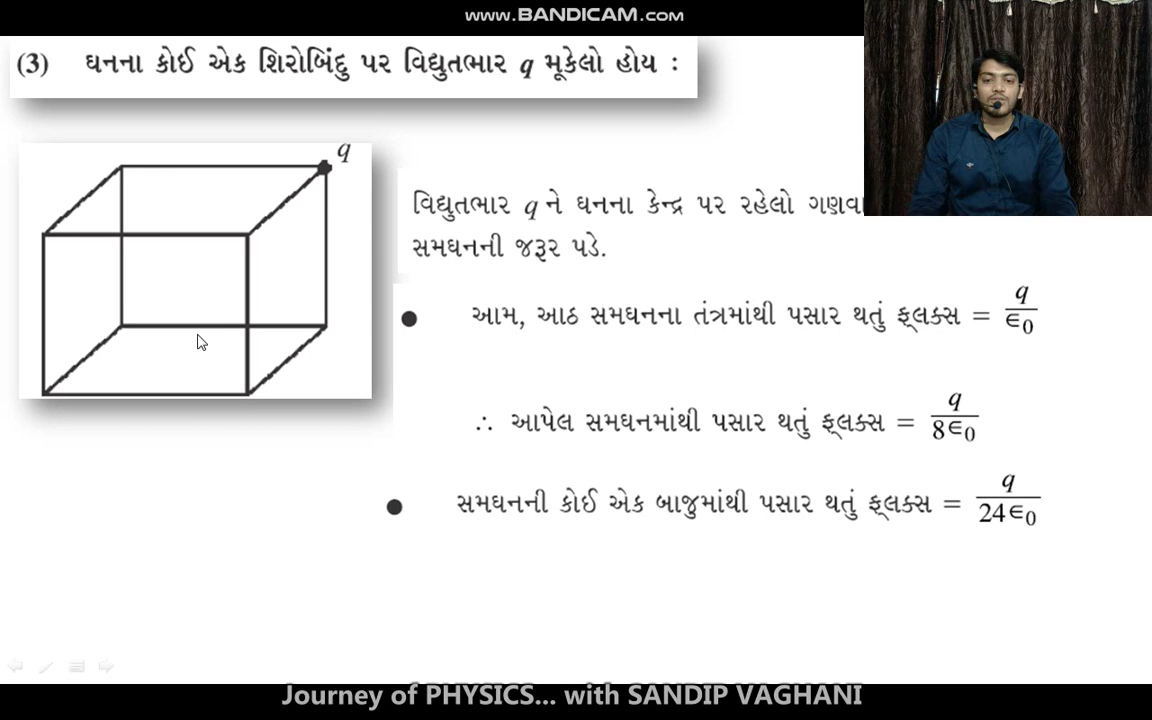 www.BANDICAM.com
(3) ઘનના કોઈ એક શિરોબિંદુ પર વિદ્યુતભાર q મૂકેલો હોય :
q
વિદ્યુતભાર q ને ઘનના કેન્દ્ર પર રહેલો ગણવા
સમઘનની જરૂર પડે.
● આમ, આઠ સમઘનના તંત્રમાંથી પસાર થતું ફ્લક્સ = q/∈0
∴ આપેલ સમઘનમાંથી પસાર થતું ફ્લક્સ = q/8∈0
● સમઘનની કોઈ એક બાજુમાંથી પસાર થતું ફ્લક્સ = q/24∈0
Journey of PHYSICS... with SANDIP VAGHANI